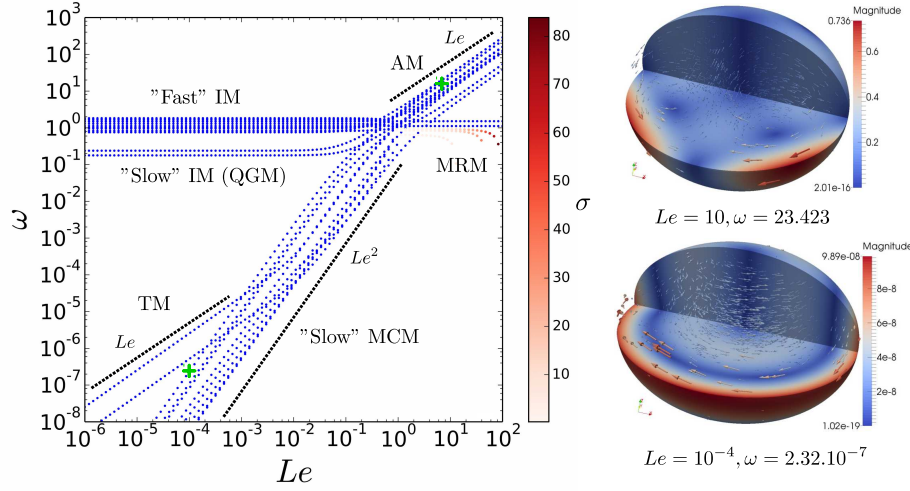 10³
10²
10¹
10⁰
10⁻¹
10⁻²
10⁻³
10⁻⁴
10⁻⁵
10⁻⁶
10⁻⁷
10⁻⁸
ω
"Fast" IM
"Slow" IM (QGM)
AM
Le
MRM
Le²
TM
Le
"Slow" MCM
10⁻⁶
10⁻⁵
10⁻⁴
10⁻³
10⁻²
10⁻¹
10⁰
10¹
10²
Le
80
70
60
50
40
30
20
10
σ
Magnitude
0.736
0.6
0.4
0.2
2.01e-16
Le = 10, ω = 23.423
Magnitude
9.89e-08
8e-8
6e-8
4e-8
2e-8
1.02e-19
Le = 10⁻⁴, ω = 2.32.10⁻⁷